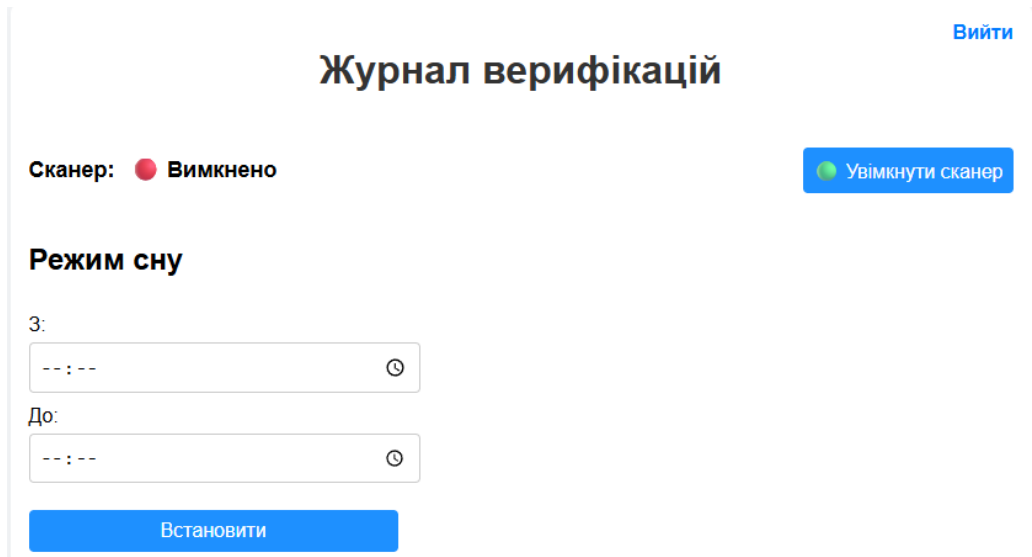 Вийти
Журнал верифікацій
Сканер: Вимкнено
Увімкнути сканер
Режим сну
З:
--:--
До:
--:--
Встановити